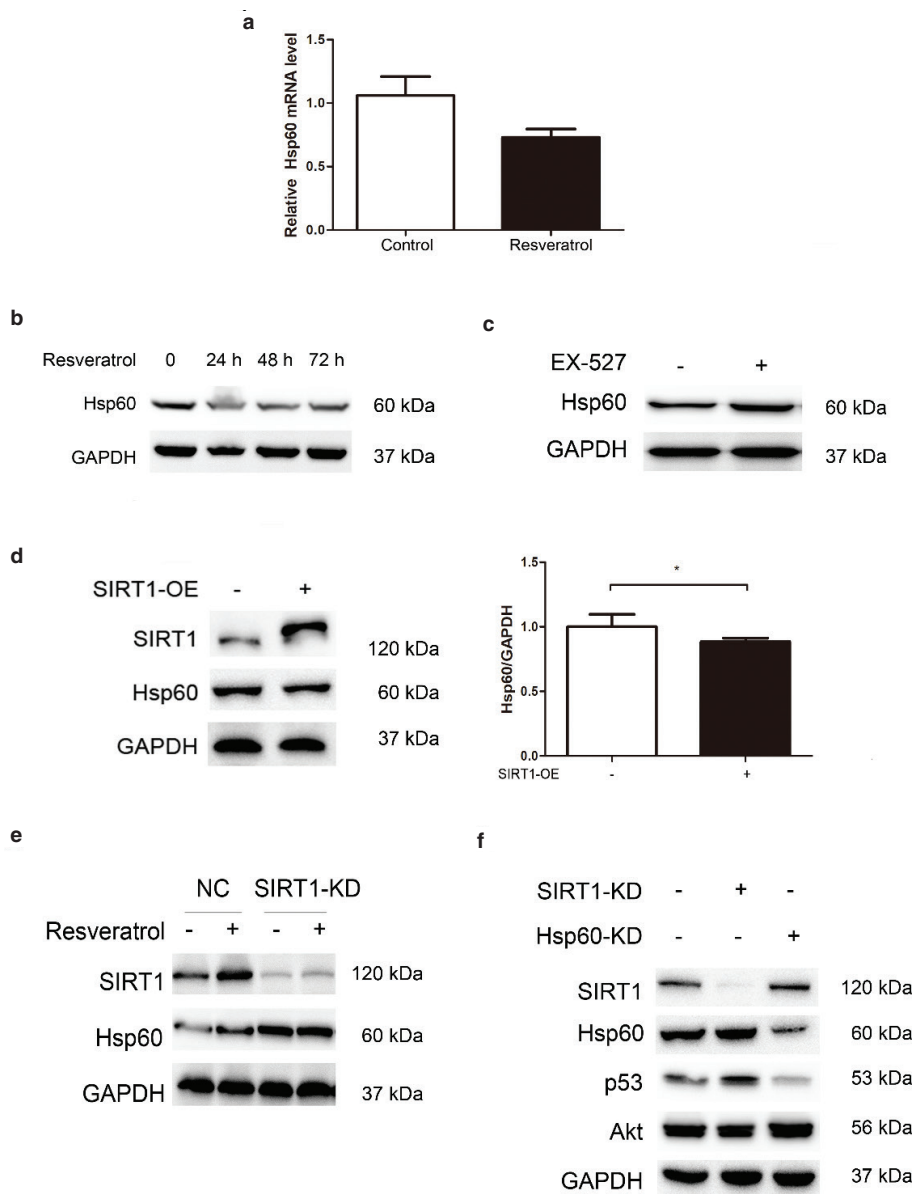 a
Relative Hsp60 mRNA level
1.5
1.0
0.5
0.0
Control Resveratrol
b
Resveratrol 0 24 h 48 h 72 h
Hsp60 60 kDa
GAPDH 37 kDa
c
EX-527 - +
Hsp60 60 kDa
GAPDH 37 kDa
d
SIRT1-OE - +
SIRT1 120 kDa
Hsp60 60 kDa
GAPDH 37 kDa
Hsp60/GAPDH
1.5
1.0
0.5
0.0
*
SIRT1-OE - +
e
NC SIRT1-KD
Resveratrol - + - +
SIRT1 120 kDa
Hsp60 60 kDa
GAPDH 37 kDa
f
SIRT1-KD - + -
Hsp60-KD - - +
SIRT1 120 kDa
Hsp60 60 kDa
p53 53 kDa
Akt 56 kDa
GAPDH 37 kDa